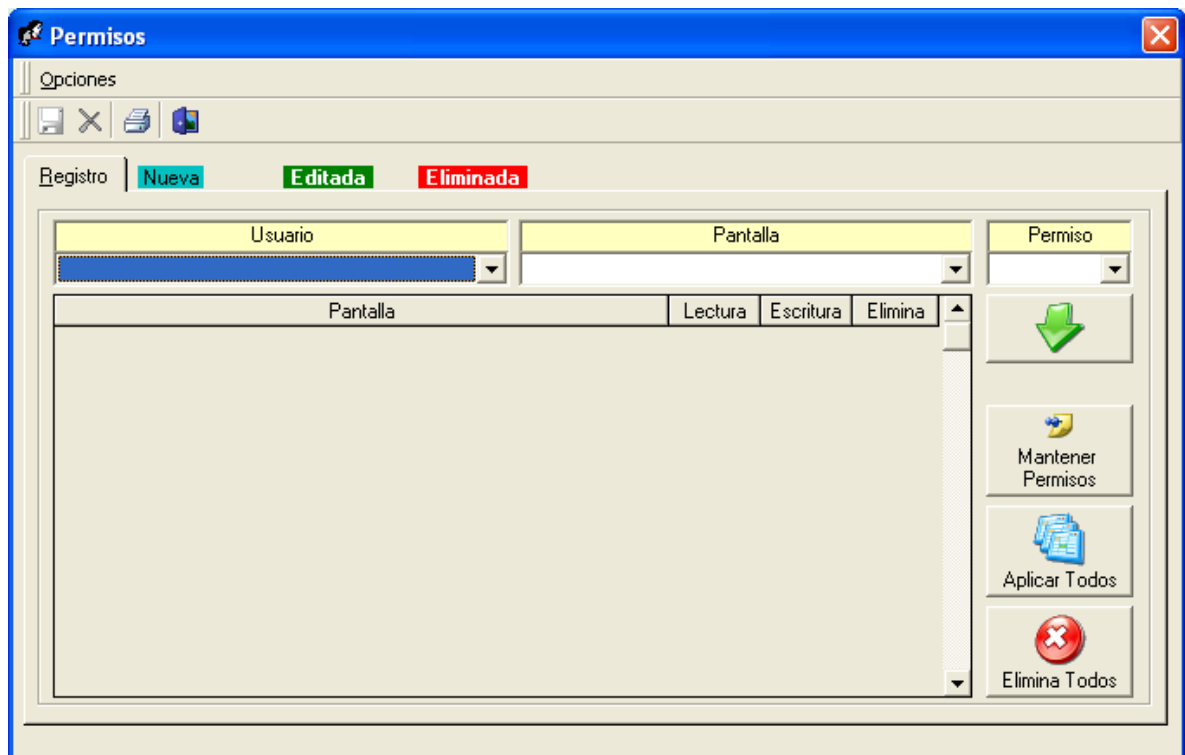 Permisos
Opciones
Registro Nueva Editada Eliminada
Usuario Pantalla Permiso
Pantalla Lectura Escritura Elimina
Mantener
Permisos
Aplicar Todos
Elimina Todos